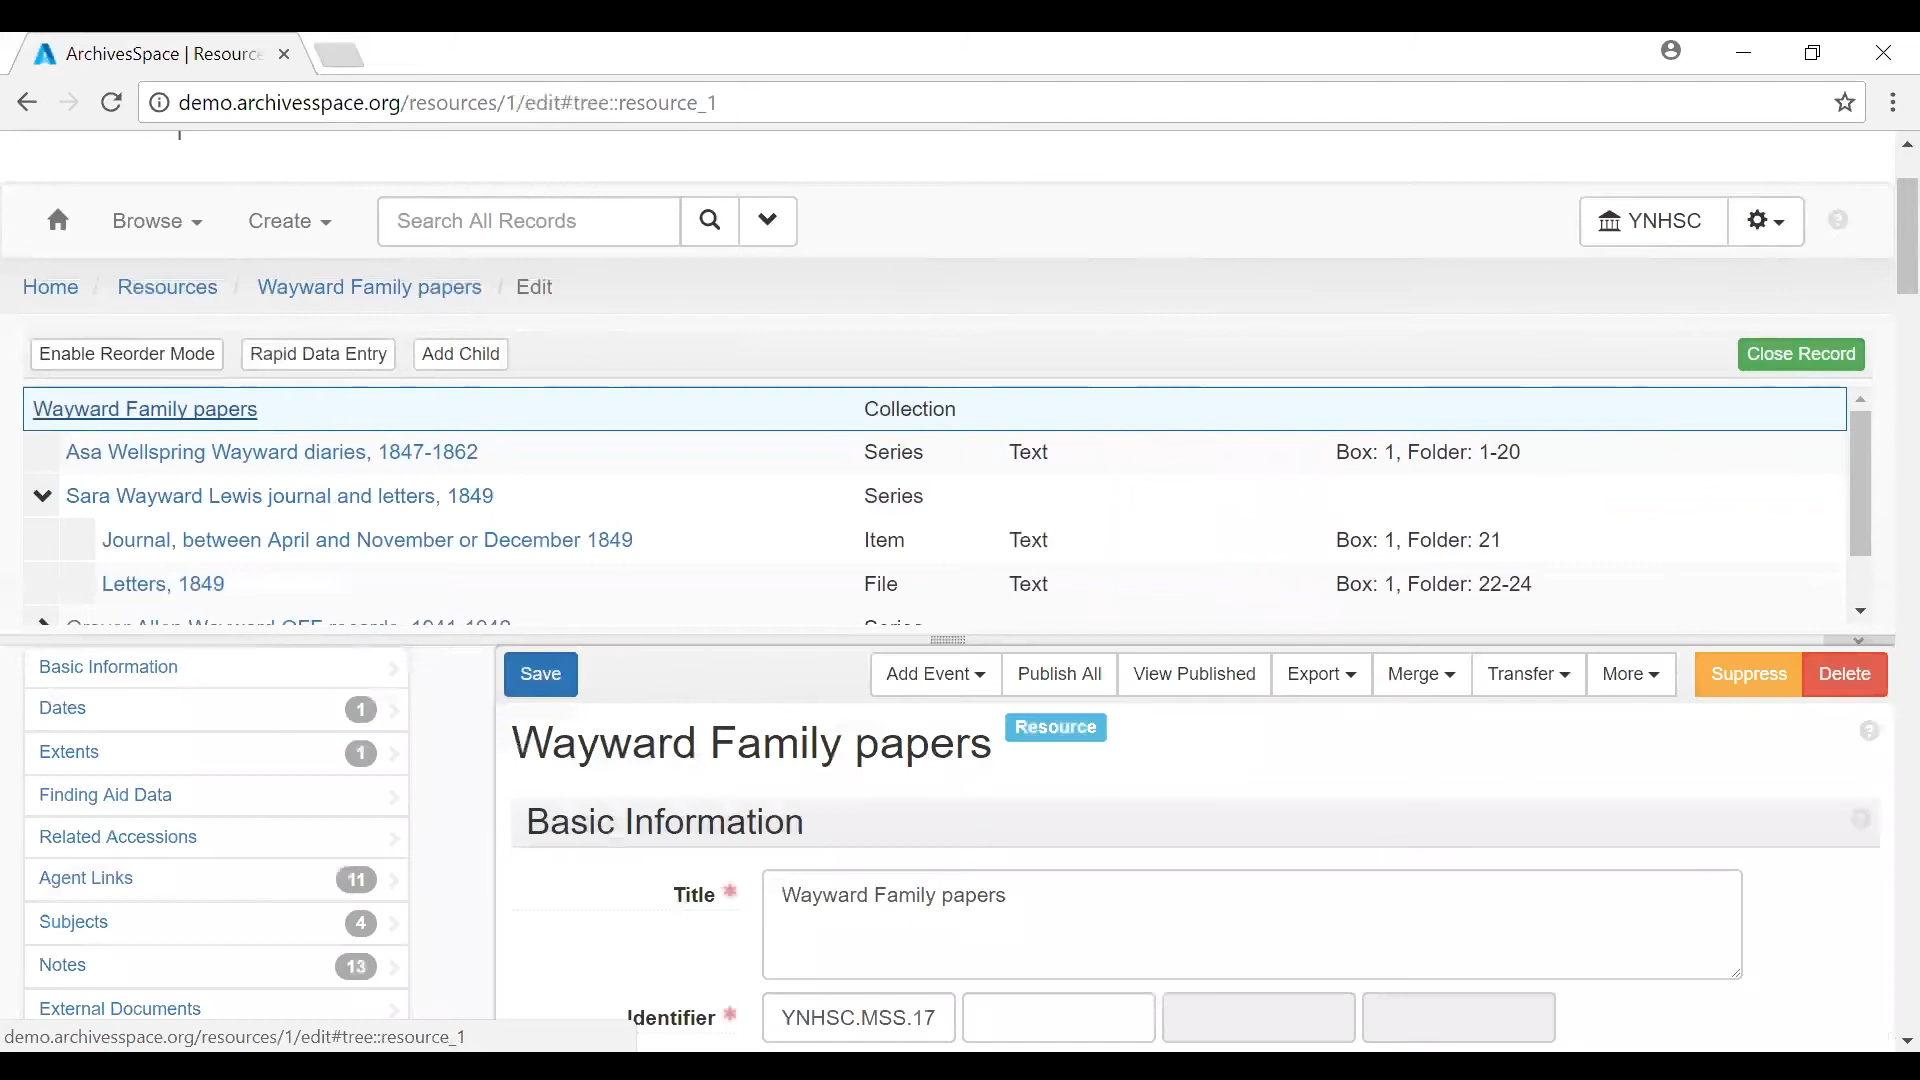 ArchivesSpace | Resource
demo.archivesspace.org/resources/1/edit#tree::resource_1
Browse
Create
Search All Records
YNHSC
Home / Resources / Wayward Family papers / Edit
Enable Reorder Mode
Rapid Data Entry
Add Child
Close Record
Wayward Family papers Collection
Asa Wellspring Wayward diaries, 1847-1862 Series Text Box: 1, Folder: 1-20
Sara Wayward Lewis journal and letters, 1849 Series
Journal, between April and November or December 1849 Item Text Box: 1, Folder: 21
Letters, 1849 File Text Box: 1, Folder: 22-24
Basic Information
Dates 1
Extents 1
Finding Aid Data
Related Accessions
Agent Links 11
Subjects 4
Notes 13
External Documents
Save
Add Event
Publish All
View Published
Export
Merge
Transfer
More
Suppress
Delete
Wayward Family papers Resource
Basic Information
Title * Wayward Family papers
Identifier * YNHSC.MSS.17
demo.archivesspace.org/resources/1/edit#tree::resource_1